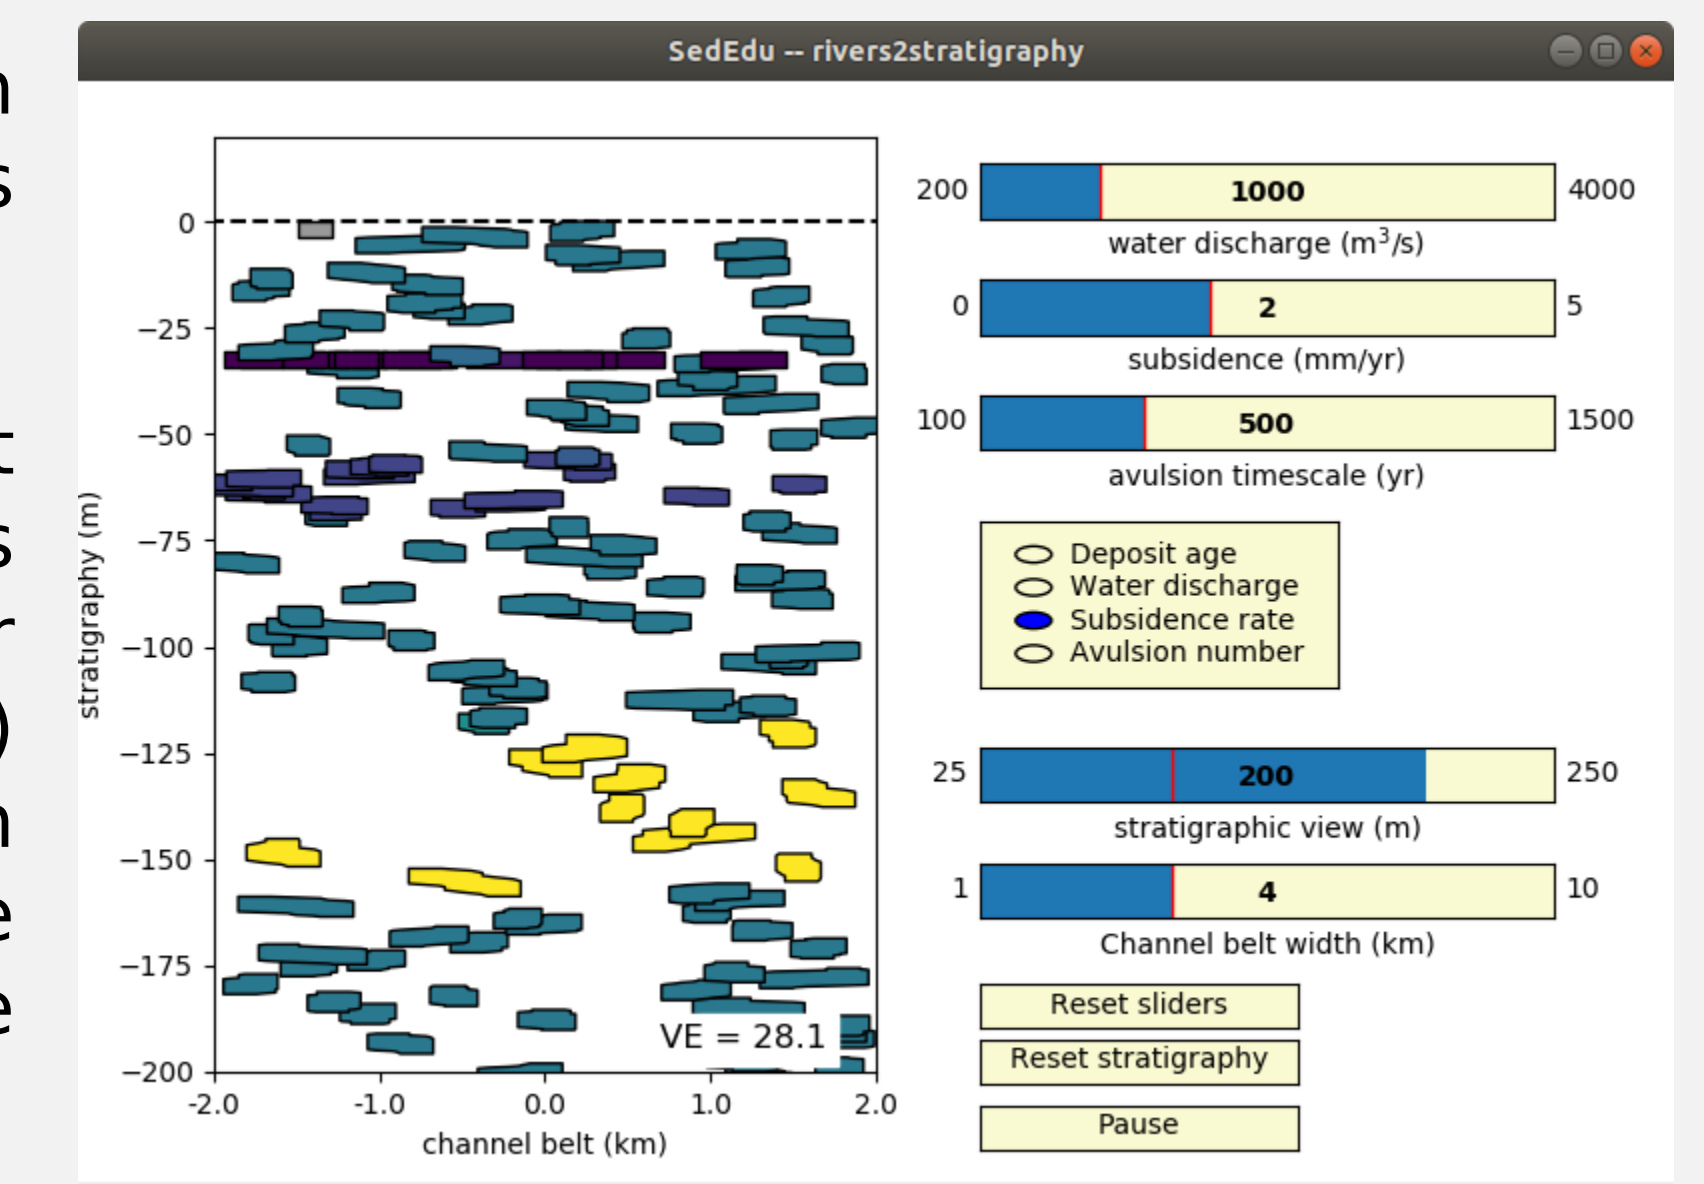 SedEdu -- rivers2stratigraphy
0
−25
−50
−75
−100
−125
−150
−175
−200
stratigraphy (m)
VE = 28.1
-2.0 -1.0 0.0 1.0 2.0
channel belt (km)
200 1000 4000
water discharge (m³/s)
0 2 5
subsidence (mm/yr)
100 500 1500
avulsion timescale (yr)
Deposit age
Water discharge
Subsidence rate
Avulsion number
25 200 250
stratigraphic view (m)
1 4 10
Channel belt width (km)
Reset sliders
Reset stratigraphy
Pause